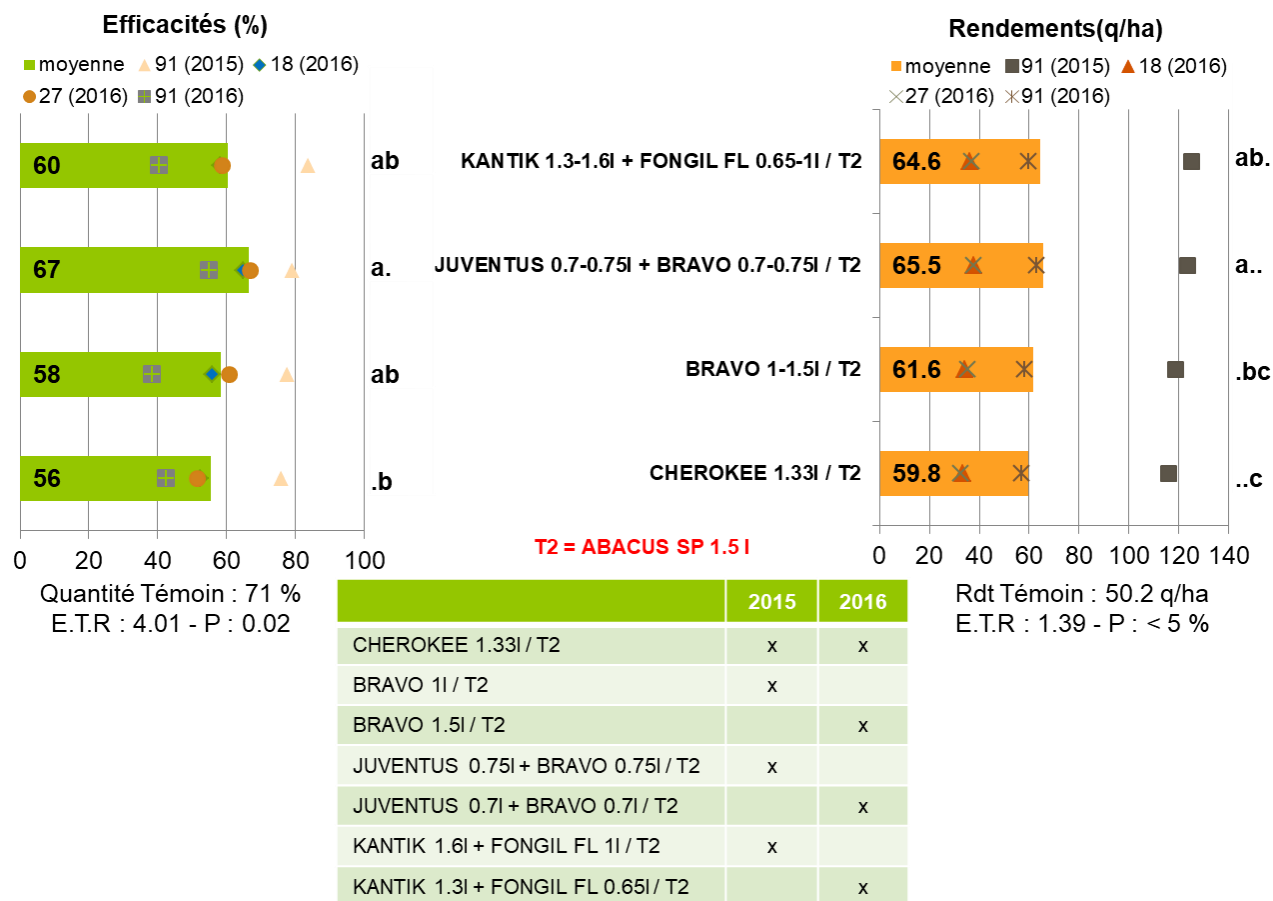 Efficacités (%)
moyenne 91 (2015) 18 (2016)
27 (2016) 91 (2016)
60 ab
67 a.
58 ab
56 .b
0 20 40 60 80 100
Quantité Témoin : 71 %
E.T.R : 4.01 - P : 0.02
KANTIK 1.3-1.6l + FONGIL FL 0.65-1l / T2
JUVENTUS 0.7-0.75l + BRAVO 0.7-0.75l / T2
BRAVO 1-1.5l / T2
CHEROKEE 1.33l / T2
T2 = ABACUS SP 1.5 l
Rendements(q/ha)
moyenne 91 (2015) 18 (2016)
27 (2016) 91 (2016)
64.6 ab.
65.5 a..
61.6 .bc
59.8 ..c
0 20 40 60 80 100 120 140
Rdt Témoin : 50.2 q/ha
E.T.R : 1.39 - P : < 5 %
2015 2016
CHEROKEE 1.33l / T2 x x
BRAVO 1l / T2 x
BRAVO 1.5l / T2 x
JUVENTUS 0.75l + BRAVO 0.75l / T2 x
JUVENTUS 0.7l + BRAVO 0.7l / T2 x
KANTIK 1.6l + FONGIL FL 1l / T2 x
KANTIK 1.3l + FONGIL FL 0.65l / T2 x